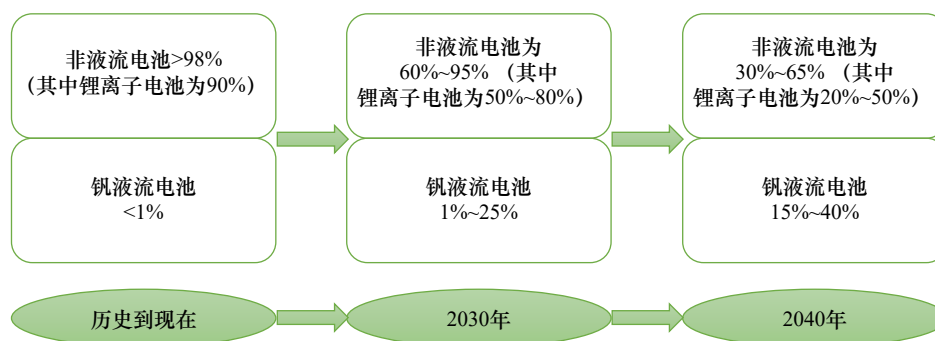 非液流电池>98%
（其中锂离子电池为90%）
非液流电池为
60%~95% （其中
锂离子电池为50%~80%）
非液流电池为
30%~65% （其中
锂离子电池为20%~50%）
钒液流电池
<1%
钒液流电池
1%~25%
钒液流电池
15%~40%
历史到现在
2030年
2040年